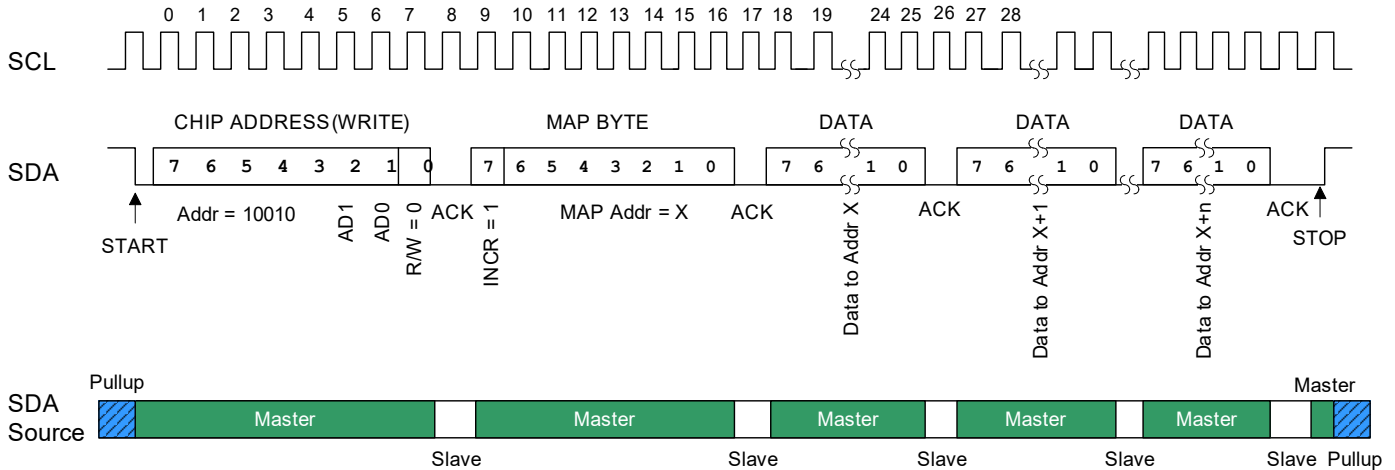 0 1 2 3 4 5 6 7 8 9 10 11 12 13 14 15 16 17 18 19 24 25 26 27 28
SCL
CHIP ADDRESS (WRITE) MAP BYTE DATA DATA DATA
SDA 7 6 5 4 3 2 1 0 7 6 5 4 3 2 1 0 7 6 1 0 7 6 1 0 7 6 1 0
START
Addr = 10010
AD1
AD0
R/W = 0
ACK
INCR = 1
MAP Addr = X
ACK
Data to Addr X
ACK
Data to Addr X+1
Data to Addr X+n
ACK
STOP
Pullup Master
SDA
Source
Master Master Master Master Master
Slave Slave Slave Slave Slave Pullup